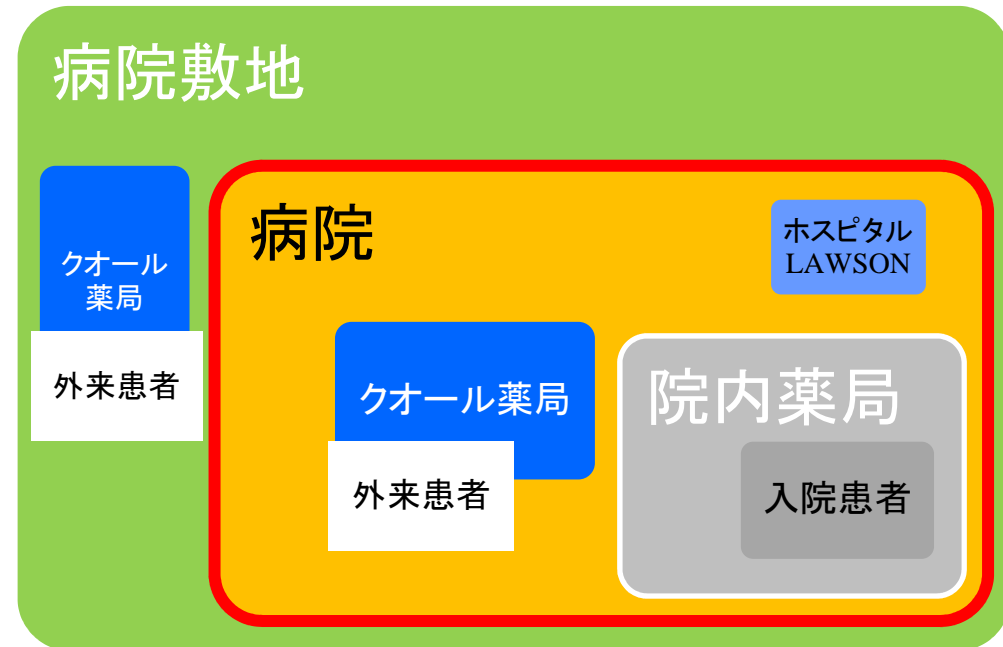 病院敷地
クオール
薬局
外来患者
病院
ホスピタル
LAWSON
クオール薬局
外来患者
院内薬局
入院患者